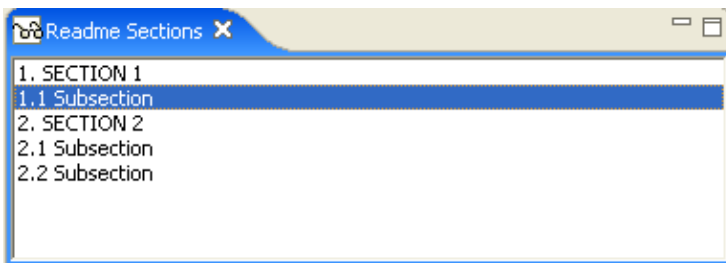 Readme Sections
1. SECTION 1
1.1 Subsection
2. SECTION 2
2.1 Subsection
2.2 Subsection